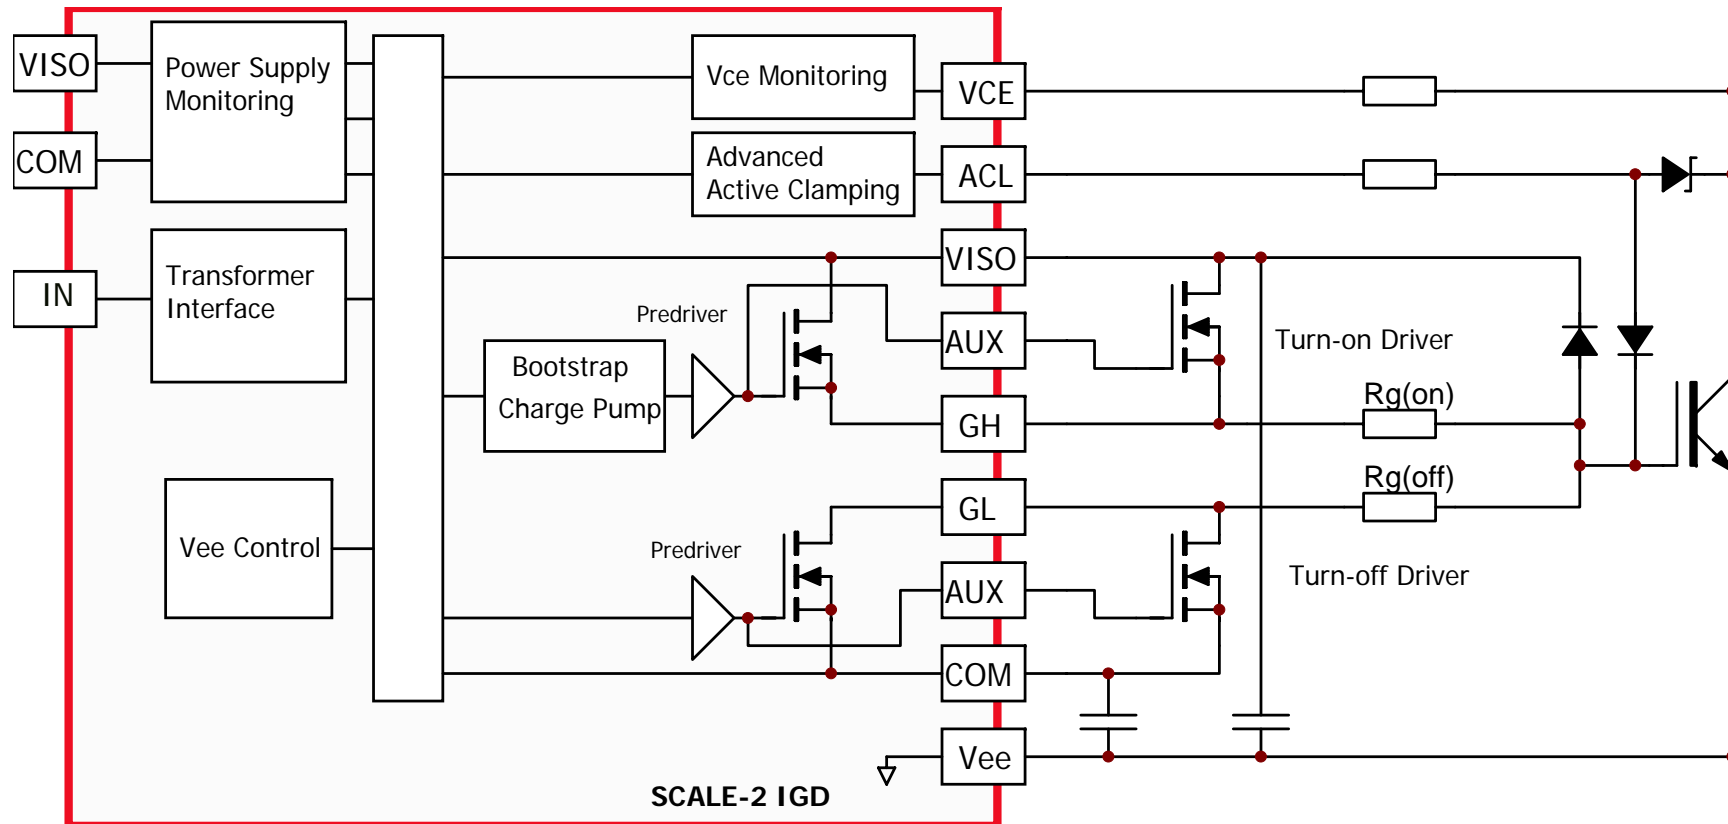 VISO
COM
IN
Power Supply
Monitoring
Transformer
Interface
Vee Control
Bootstrap
Charge Pump
Predriver
Predriver
Vce Monitoring
Advanced
Active Clamping
VCE
ACL
VISO
AUX
GH
GL
AUX
COM
Vee
Turn-on Driver
Rg(on)
Rg(off)
Turn-off Driver
SCALE-2 IGD